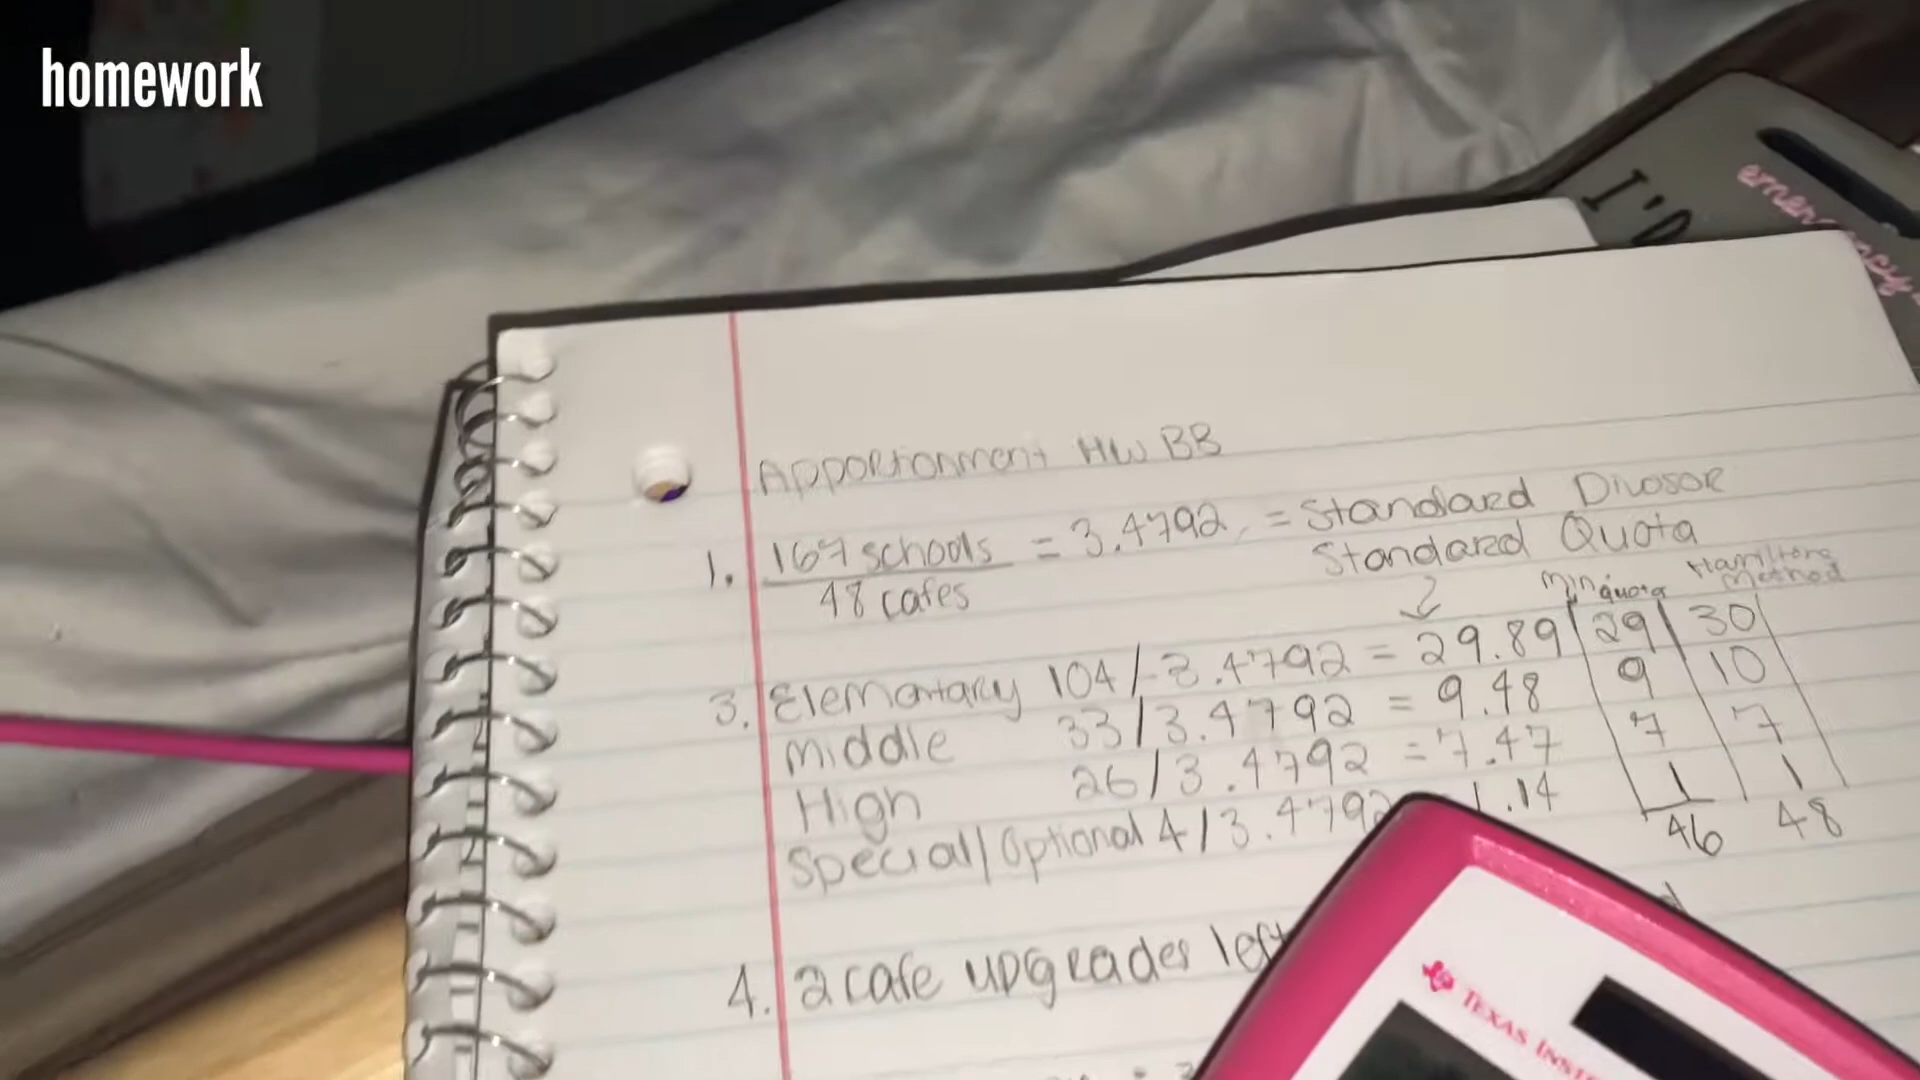 homework
I'D
Apportionment HW BB
1. 167 schools = 3.4792 = Standard Divosor
48 cafes
Standard Quota
Min quota
Hamiltons Method
3. Elementary 104 / 3.4792 = 29.89 | 29 | 30
Middle 33 / 3.4792 = 9.48 9 10
High 26 / 3.4792 = 7.47 7 7
Special/Optional 4 / 3.4792 1.14 1 1
46 48
4. 2 cafe upgrades left
TEXAS